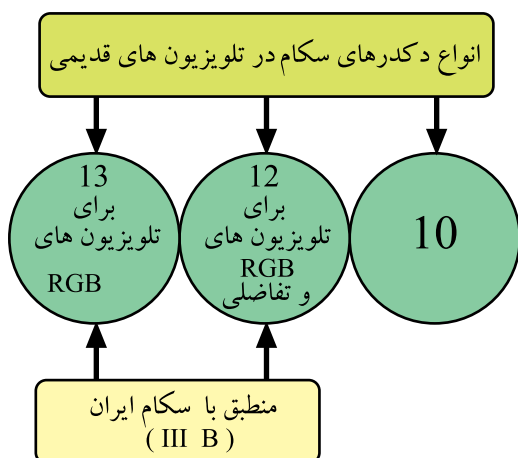 انواع دکدرهای سکام در تلویزیون های قدیمی
10
12
برای
تلویزیون های
RGB
و تفاضلی
13
برای
تلویزیون های
RGB
منطبق با سکام ایران
( III B )